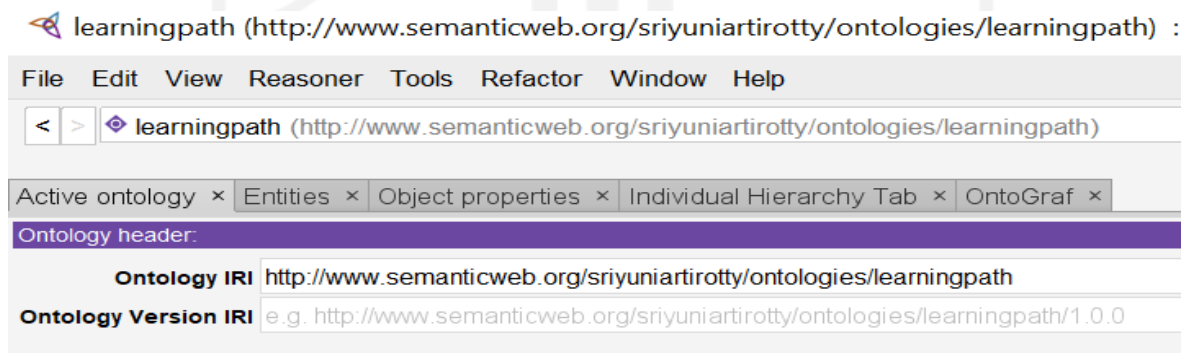 learningpath (http://www.semanticweb.org/sriyuniartirotty/ontologies/learningpath) :
File Edit View Reasoner Tools Refactor Window Help
< > learningpath (http://www.semanticweb.org/sriyuniartirotty/ontologies/learningpath)
Active ontology × Entities × Object properties × Individual Hierarchy Tab × OntoGraf ×
Ontology header:
Ontology IRI http://www.semanticweb.org/sriyuniartirotty/ontologies/learningpath
Ontology Version IRI e.g. http://www.semanticweb.org/sriyuniartirotty/ontologies/learningpath/1.0.0